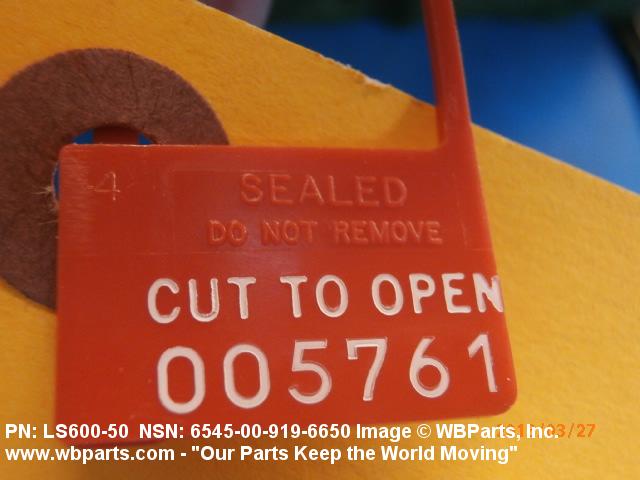 4
SEALED
DO NOT REMOVE
CUT TO OPEN
005761
PN: LS600-50 NSN: 6545-00-919-6650 Image © WBParts, Inc.
www.wbparts.com - "Our Parts Keep the World Moving"